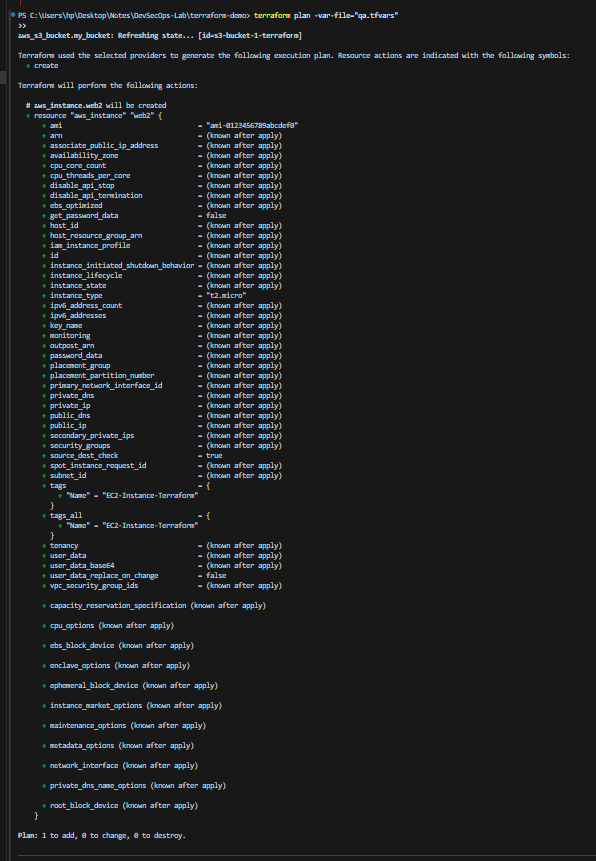 PS C:\Users\hp\Desktop\Notes\DevSecOps-Lab\terraform-demo> terraform plan -var-file="qa.tfvars"
>>
aws_s3_bucket.my_bucket: Refreshing state... [id=s3-bucket-1-terraform]
Terraform used the selected providers to generate the following execution plan. Resource actions are indicated with the following symbols:
+ create
Terraform will perform the following actions:
# aws_instance.web2 will be created
+ resource "aws_instance" "web2" {
+ ami = "ami-0123456789abcdef0"
+ arn = (known after apply)
+ associate_public_ip_address = (known after apply)
+ availability_zone = (known after apply)
+ cpu_core_count = (known after apply)
+ cpu_threads_per_core = (known after apply)
+ disable_api_stop = (known after apply)
+ disable_api_termination = (known after apply)
+ ebs_optimized = (known after apply)
+ get_password_data = false
+ host_id = (known after apply)
+ host_resource_group_arn = (known after apply)
+ iam_instance_profile = (known after apply)
+ id = (known after apply)
+ instance_initiated_shutdown_behavior = (known after apply)
+ instance_lifecycle = (known after apply)
+ instance_state = (known after apply)
+ instance_type = "t2.micro"
+ ipv6_address_count = (known after apply)
+ ipv6_addresses = (known after apply)
+ key_name = (known after apply)
+ monitoring = (known after apply)
+ outpost_arn = (known after apply)
+ password_data = (known after apply)
+ placement_group = (known after apply)
+ placement_partition_number = (known after apply)
+ primary_network_interface_id = (known after apply)
+ private_dns = (known after apply)
+ private_ip = (known after apply)
+ public_dns = (known after apply)
+ public_ip = (known after apply)
+ secondary_private_ips = (known after apply)
+ security_groups = (known after apply)
+ source_dest_check = true
+ spot_instance_request_id = (known after apply)
+ subnet_id = (known after apply)
+ tags = {
+ "Name" = "EC2-Instance-Terraform"
}
+ tags_all = {
+ "Name" = "EC2-Instance-Terraform"
}
+ tenancy = (known after apply)
+ user_data = (known after apply)
+ user_data_base64 = (known after apply)
+ user_data_replace_on_change = false
+ vpc_security_group_ids = (known after apply)
+ capacity_reservation_specification (known after apply)
+ cpu_options (known after apply)
+ ebs_block_device (known after apply)
+ enclave_options (known after apply)
+ ephemeral_block_device (known after apply)
+ instance_market_options (known after apply)
+ maintenance_options (known after apply)
+ metadata_options (known after apply)
+ network_interface (known after apply)
+ private_dns_name_options (known after apply)
+ root_block_device (known after apply)
}
Plan: 1 to add, 0 to change, 0 to destroy.